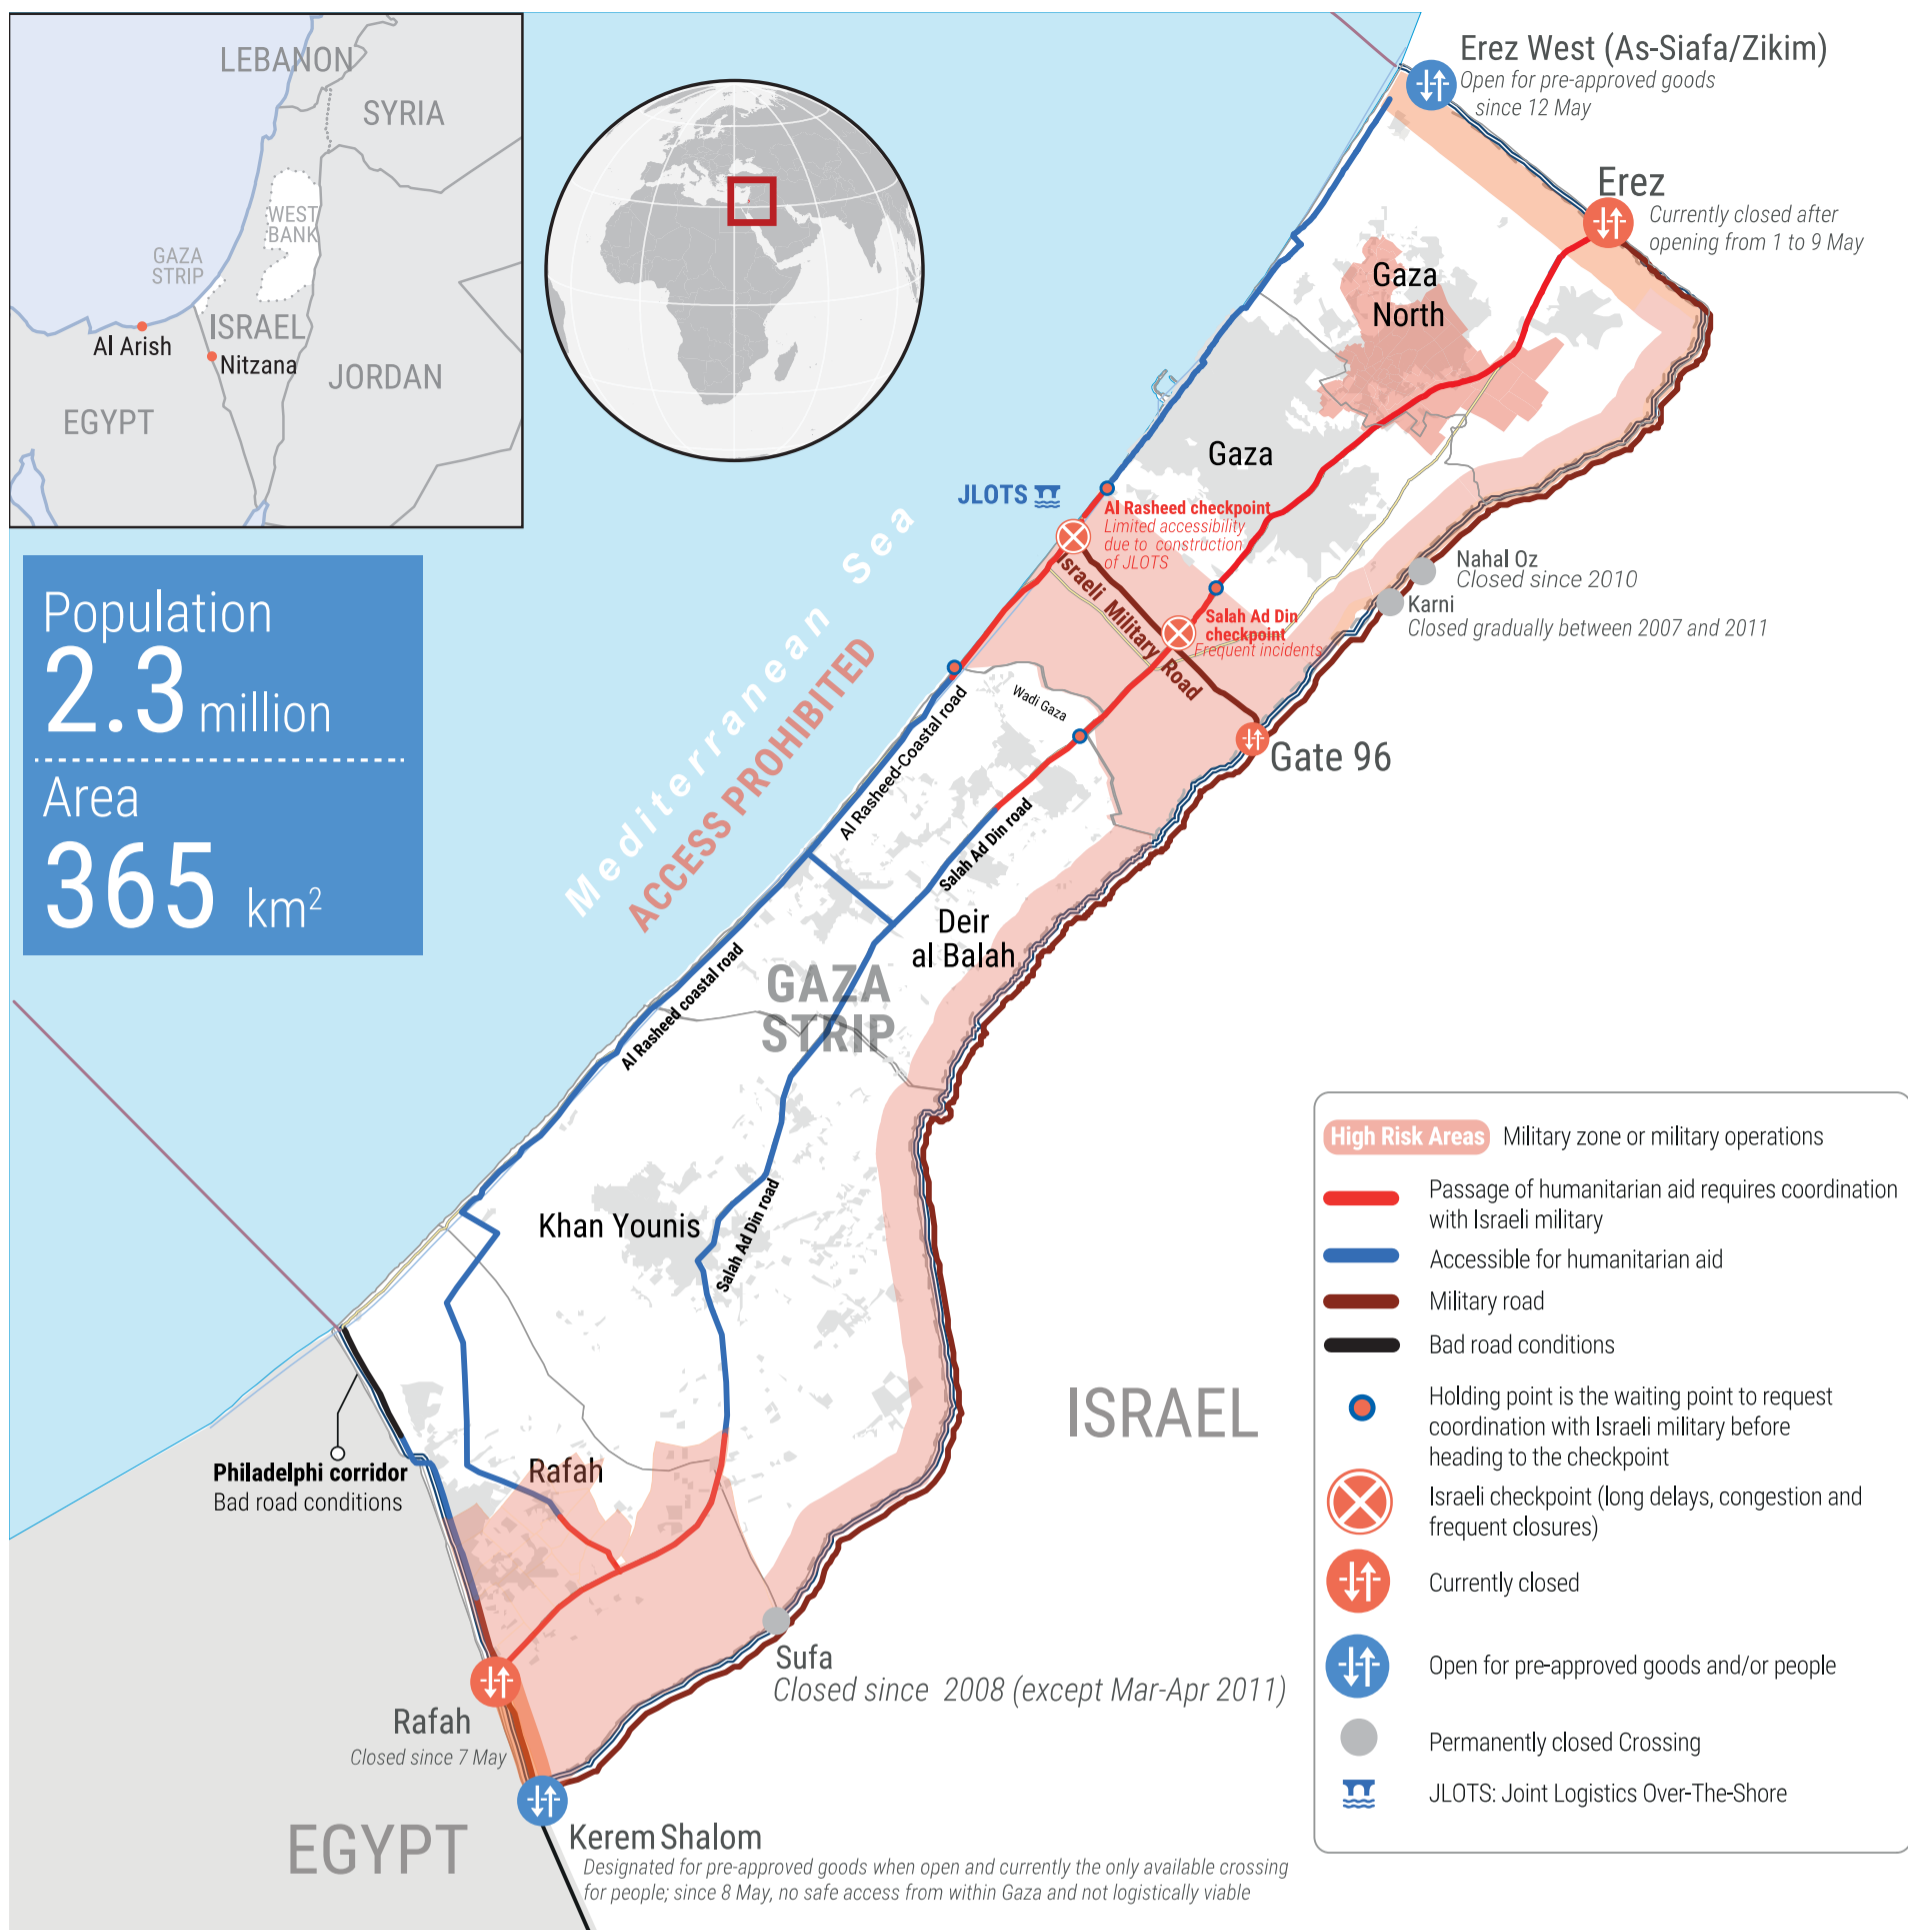 LEBANON
SYRIA
WEST
BANK
GAZA
STRIP
ISRAEL
Al Arish
Nitzana
JORDAN
EGYPT
Population
2.3 million
Area
365 km²
Erez West (As-Siafa/Zikim)
Open for pre-approved goods
since 12 May
Erez
Currently closed after
opening from 1 to 9 May
Gaza
North
Gaza
JLOTS
Al Rasheed checkpoint
Limited accessibility
due to construction
of JLOTS
Israeli Military Road
Salah Ad Din
checkpoint
Frequent incidents
Nahal Oz
Closed since 2010
Karni
Closed gradually between 2007 and 2011
Gate 96
Mediterranean Sea
ACCESS PROHIBITED
Wadi Gaza
Al Rasheed-Coastal road
Salah Ad Din road
Deir
al Balah
GAZA
STRIP
Al Rasheed coastal road
Khan Younis
Salah Ad Din road
ISRAEL
Philadelphi corridor
Bad road conditions
Rafah
Sufa
Closed since 2008 (except Mar-Apr 2011)
Rafah
Closed since 7 May
EGYPT
Kerem Shalom
Designated for pre-approved goods when open and currently the only available crossing
for people; since 8 May, no safe access from within Gaza and not logistically viable
High Risk Areas Military zone or military operations
Passage of humanitarian aid requires coordination
with Israeli military
Accessible for humanitarian aid
Military road
Bad road conditions
Holding point is the waiting point to request
coordination with Israeli military before
heading to the checkpoint
Israeli checkpoint (long delays, congestion and
frequent closures)
Currently closed
Open for pre-approved goods and/or people
Permanently closed Crossing
JLOTS: Joint Logistics Over-The-Shore